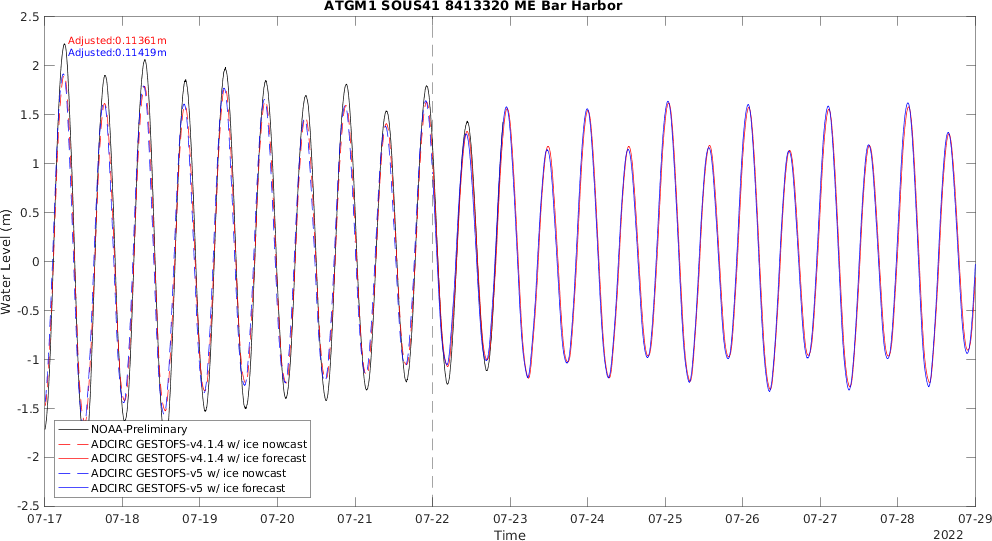 ATGM1 SOUS41 8413320 ME Bar Harbor
Adjusted:0.11361m
Adjusted:0.11419m
2.5
2
1.5
1
0.5
0
-0.5
-1
-1.5
-2
-2.5
Water Level (m)
NOAA-Preliminary
ADCIRC GESTOFS-v4.1.4 w/ ice nowcast
ADCIRC GESTOFS-v4.1.4 w/ ice forecast
ADCIRC GESTOFS-v5 w/ ice nowcast
ADCIRC GESTOFS-v5 w/ ice forecast
07-17 07-18 07-19 07-20 07-21 07-22 07-23 07-24 07-25 07-26 07-27 07-28 07-29
Time
2022